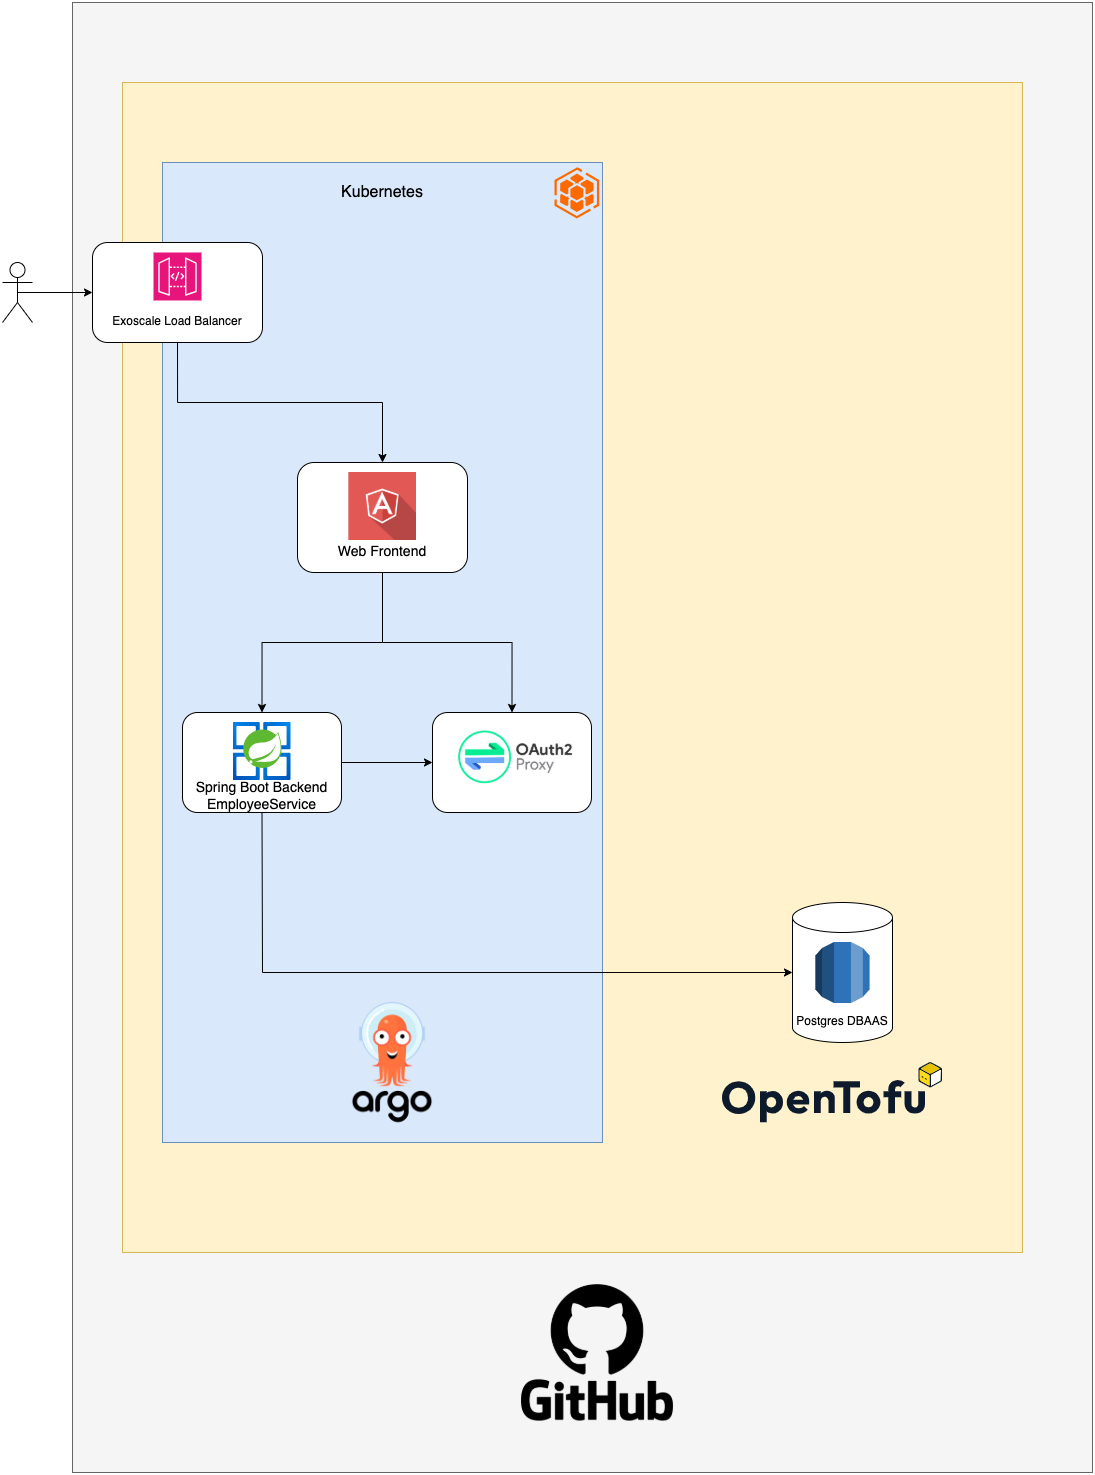 Kubernetes
Exoscale Load Balancer
Web Frontend
Spring Boot Backend
EmployeeService
OAuth2
Proxy
Postgres DBAAS
argo
OpenTofu
GitHub